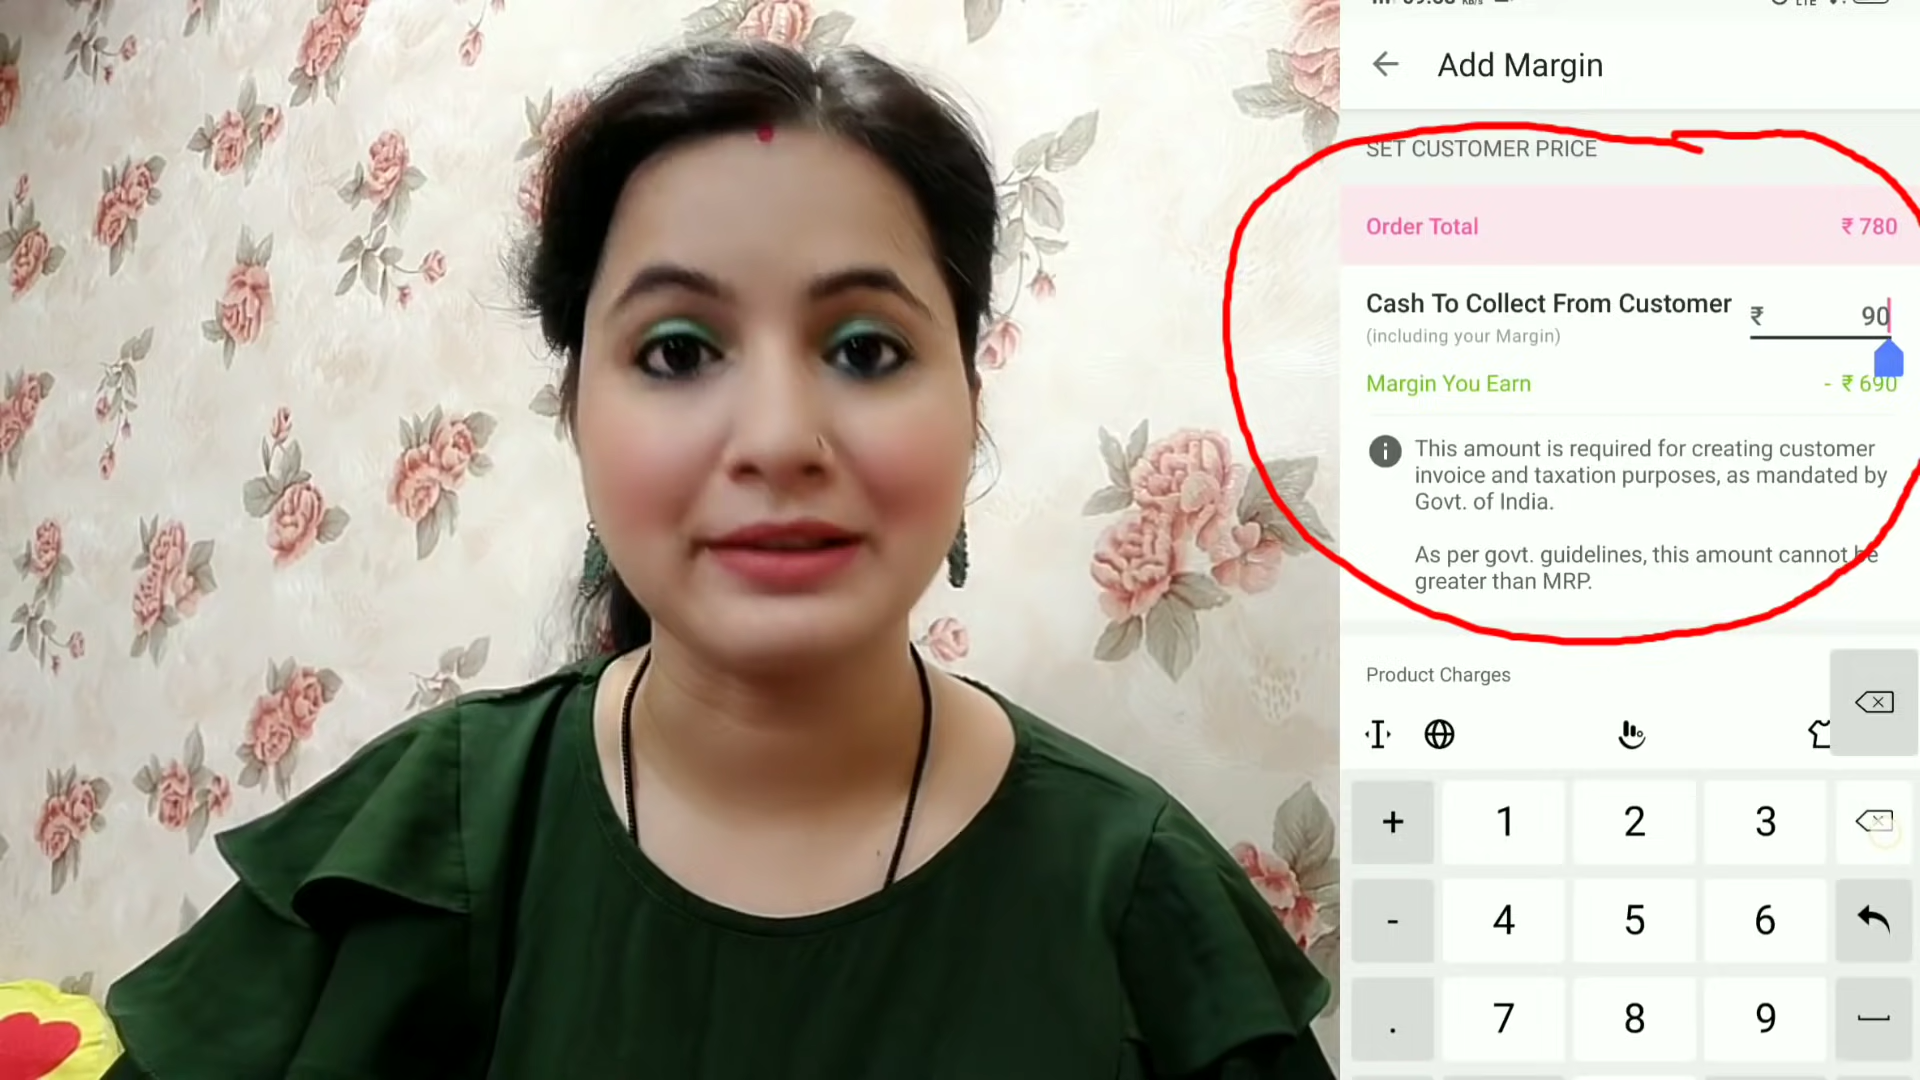 Add Margin
SET CUSTOMER PRICE
Order Total ₹ 780
Cash To Collect From Customer ₹ 90
(including your Margin)
Margin You Earn - ₹ 690
This amount is required for creating customer
invoice and taxation purposes, as mandated by
Govt. of India.
As per govt. guidelines, this amount cannot be
greater than MRP.
Product Charges
+ 1 2 3
- 4 5 6
. 7 8 9